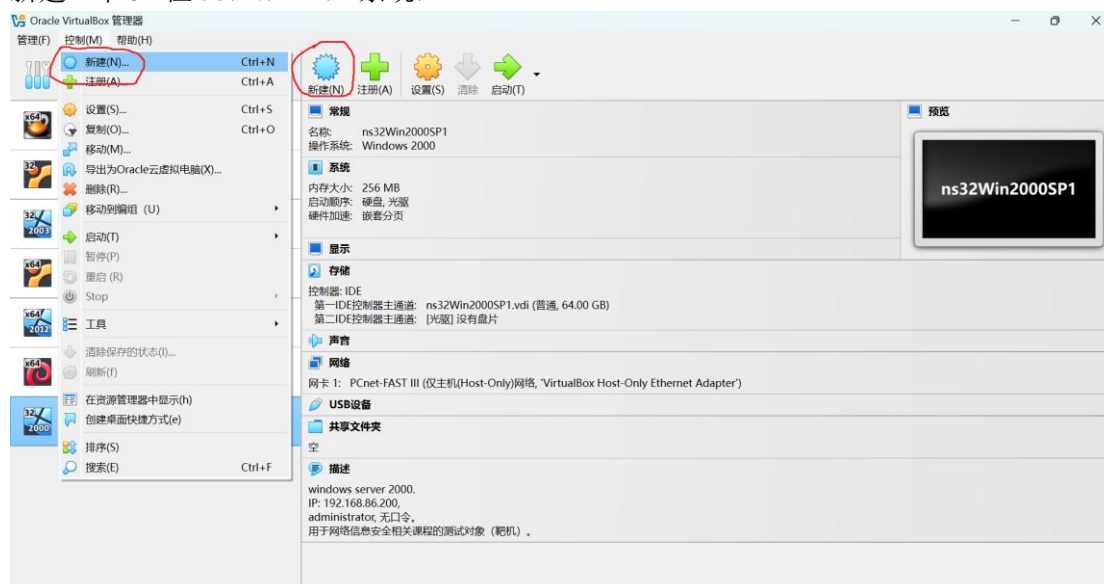 Oracle VirtualBox 管理器
管理(F) 控制(M) 帮助(H)
新建(N)... Ctrl+N
注册(A)... Ctrl+A
设置(S)... Ctrl+S
复制(O)... Ctrl+O
移动(M)...
导出为Oracle云虚拟电脑(X)...
删除(R)...
移动到编组 (U)
启动(T)
暂停(P)
重启 (R)
Stop
工具
清除保存的状态(I)...
刷新(f)
在资源管理器中显示(h)
创建桌面快捷方式(e)
排序(S)
搜索(E) Ctrl+F
x64
32
32
2003
x64
x64
2012
x64
32
2000
新建(N) 注册(A) 设置(S) 清除 启动(T)
常规
名称: ns32Win2000SP1
操作系统: Windows 2000
系统
内存大小: 256 MB
启动顺序: 硬盘, 光驱
硬件加速: 嵌套分页
显示
存储
控制器: IDE
第一IDE控制器主通道: ns32Win2000SP1.vdi (普通, 64.00 GB)
第二IDE控制器主通道: [光驱] 没有盘片
声音
网络
网卡 1: PCnet-FAST III (仅主机(Host-Only)网络, 'VirtualBox Host-Only Ethernet Adapter')
USB设备
共享文件夹
空
描述
windows server 2000.
IP: 192.168.86.200,
administrator, 无口令。
用于网络信息安全相关课程的测试对象（靶机）。
预览
ns32Win2000SP1